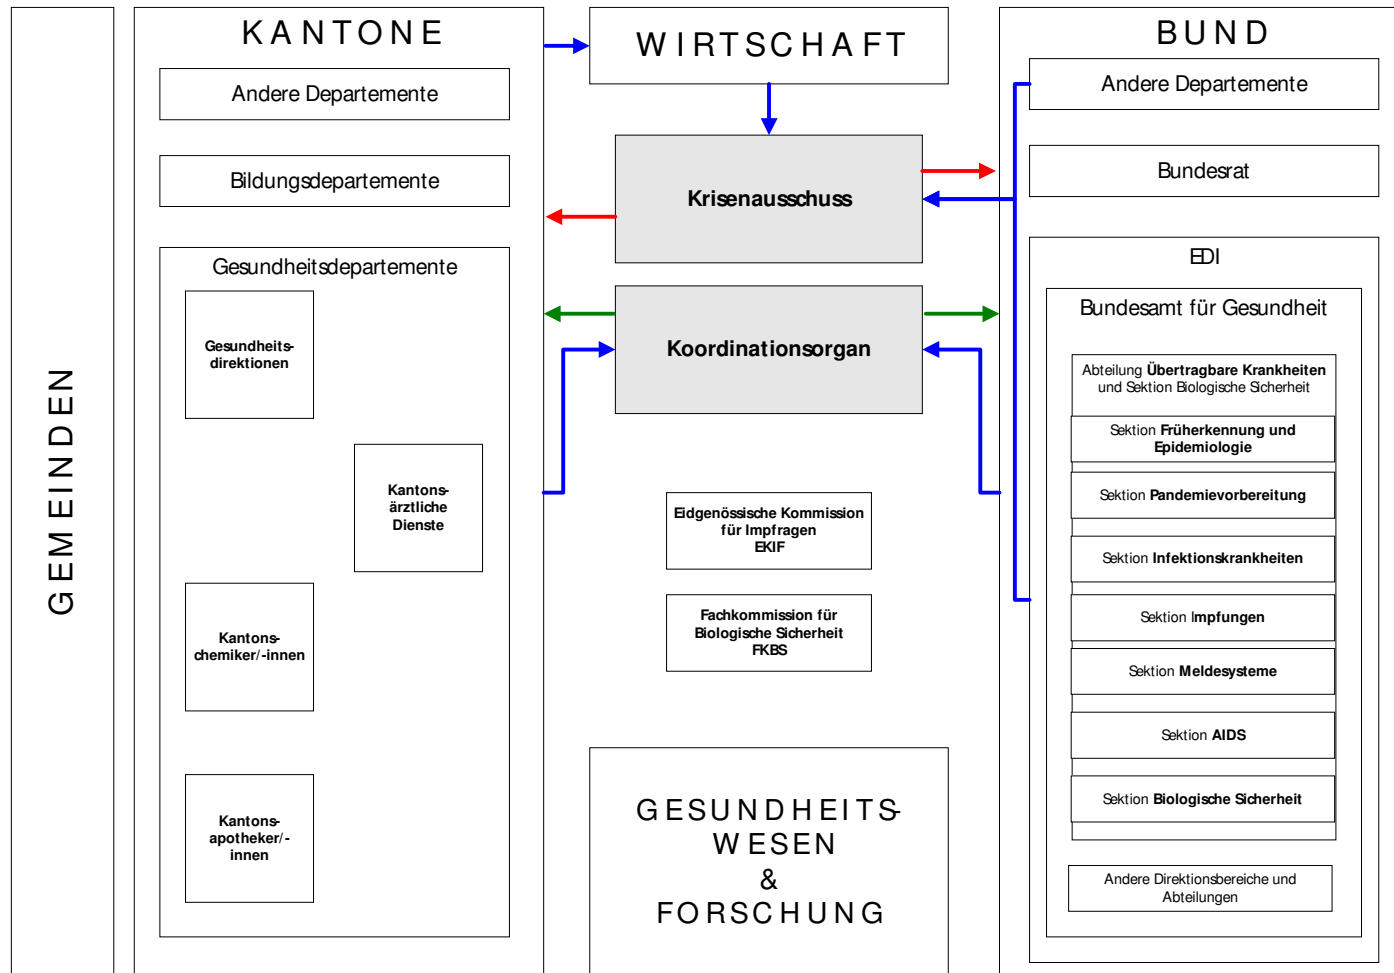 GEMEINDEN
KANTONE
Andere Departemente
Bildungsdepartemente
Gesundheitsdepartemente
Gesundheits-
direktionen
Kantons-
ärztliche
Dienste
Kantons-
chemiker/-innen
Kantons-
apotheker/-
innen
WIRTSCHAFT
Krisenausschuss
Koordinationsorgan
Eidgenössische Kommission
für Impfragen
EKIF
Fachkommission für
Biologische Sicherheit
FKBS
GESUNDHEITS-
WESEN
&
FORSCHUNG
BUND
Andere Departemente
Bundesrat
EDI
Bundesamt für Gesundheit
Abteilung Übertragbare Krankheiten
und Sektion Biologische Sicherheit
Sektion Früherkennung und
Epidemiologie
Sektion Pandemievorbereitung
Sektion Infektionskrankheiten
Sektion Impfungen
Sektion Meldesysteme
Sektion AIDS
Sektion Biologische Sicherheit
Andere Direktionsbereiche und
Abteilungen